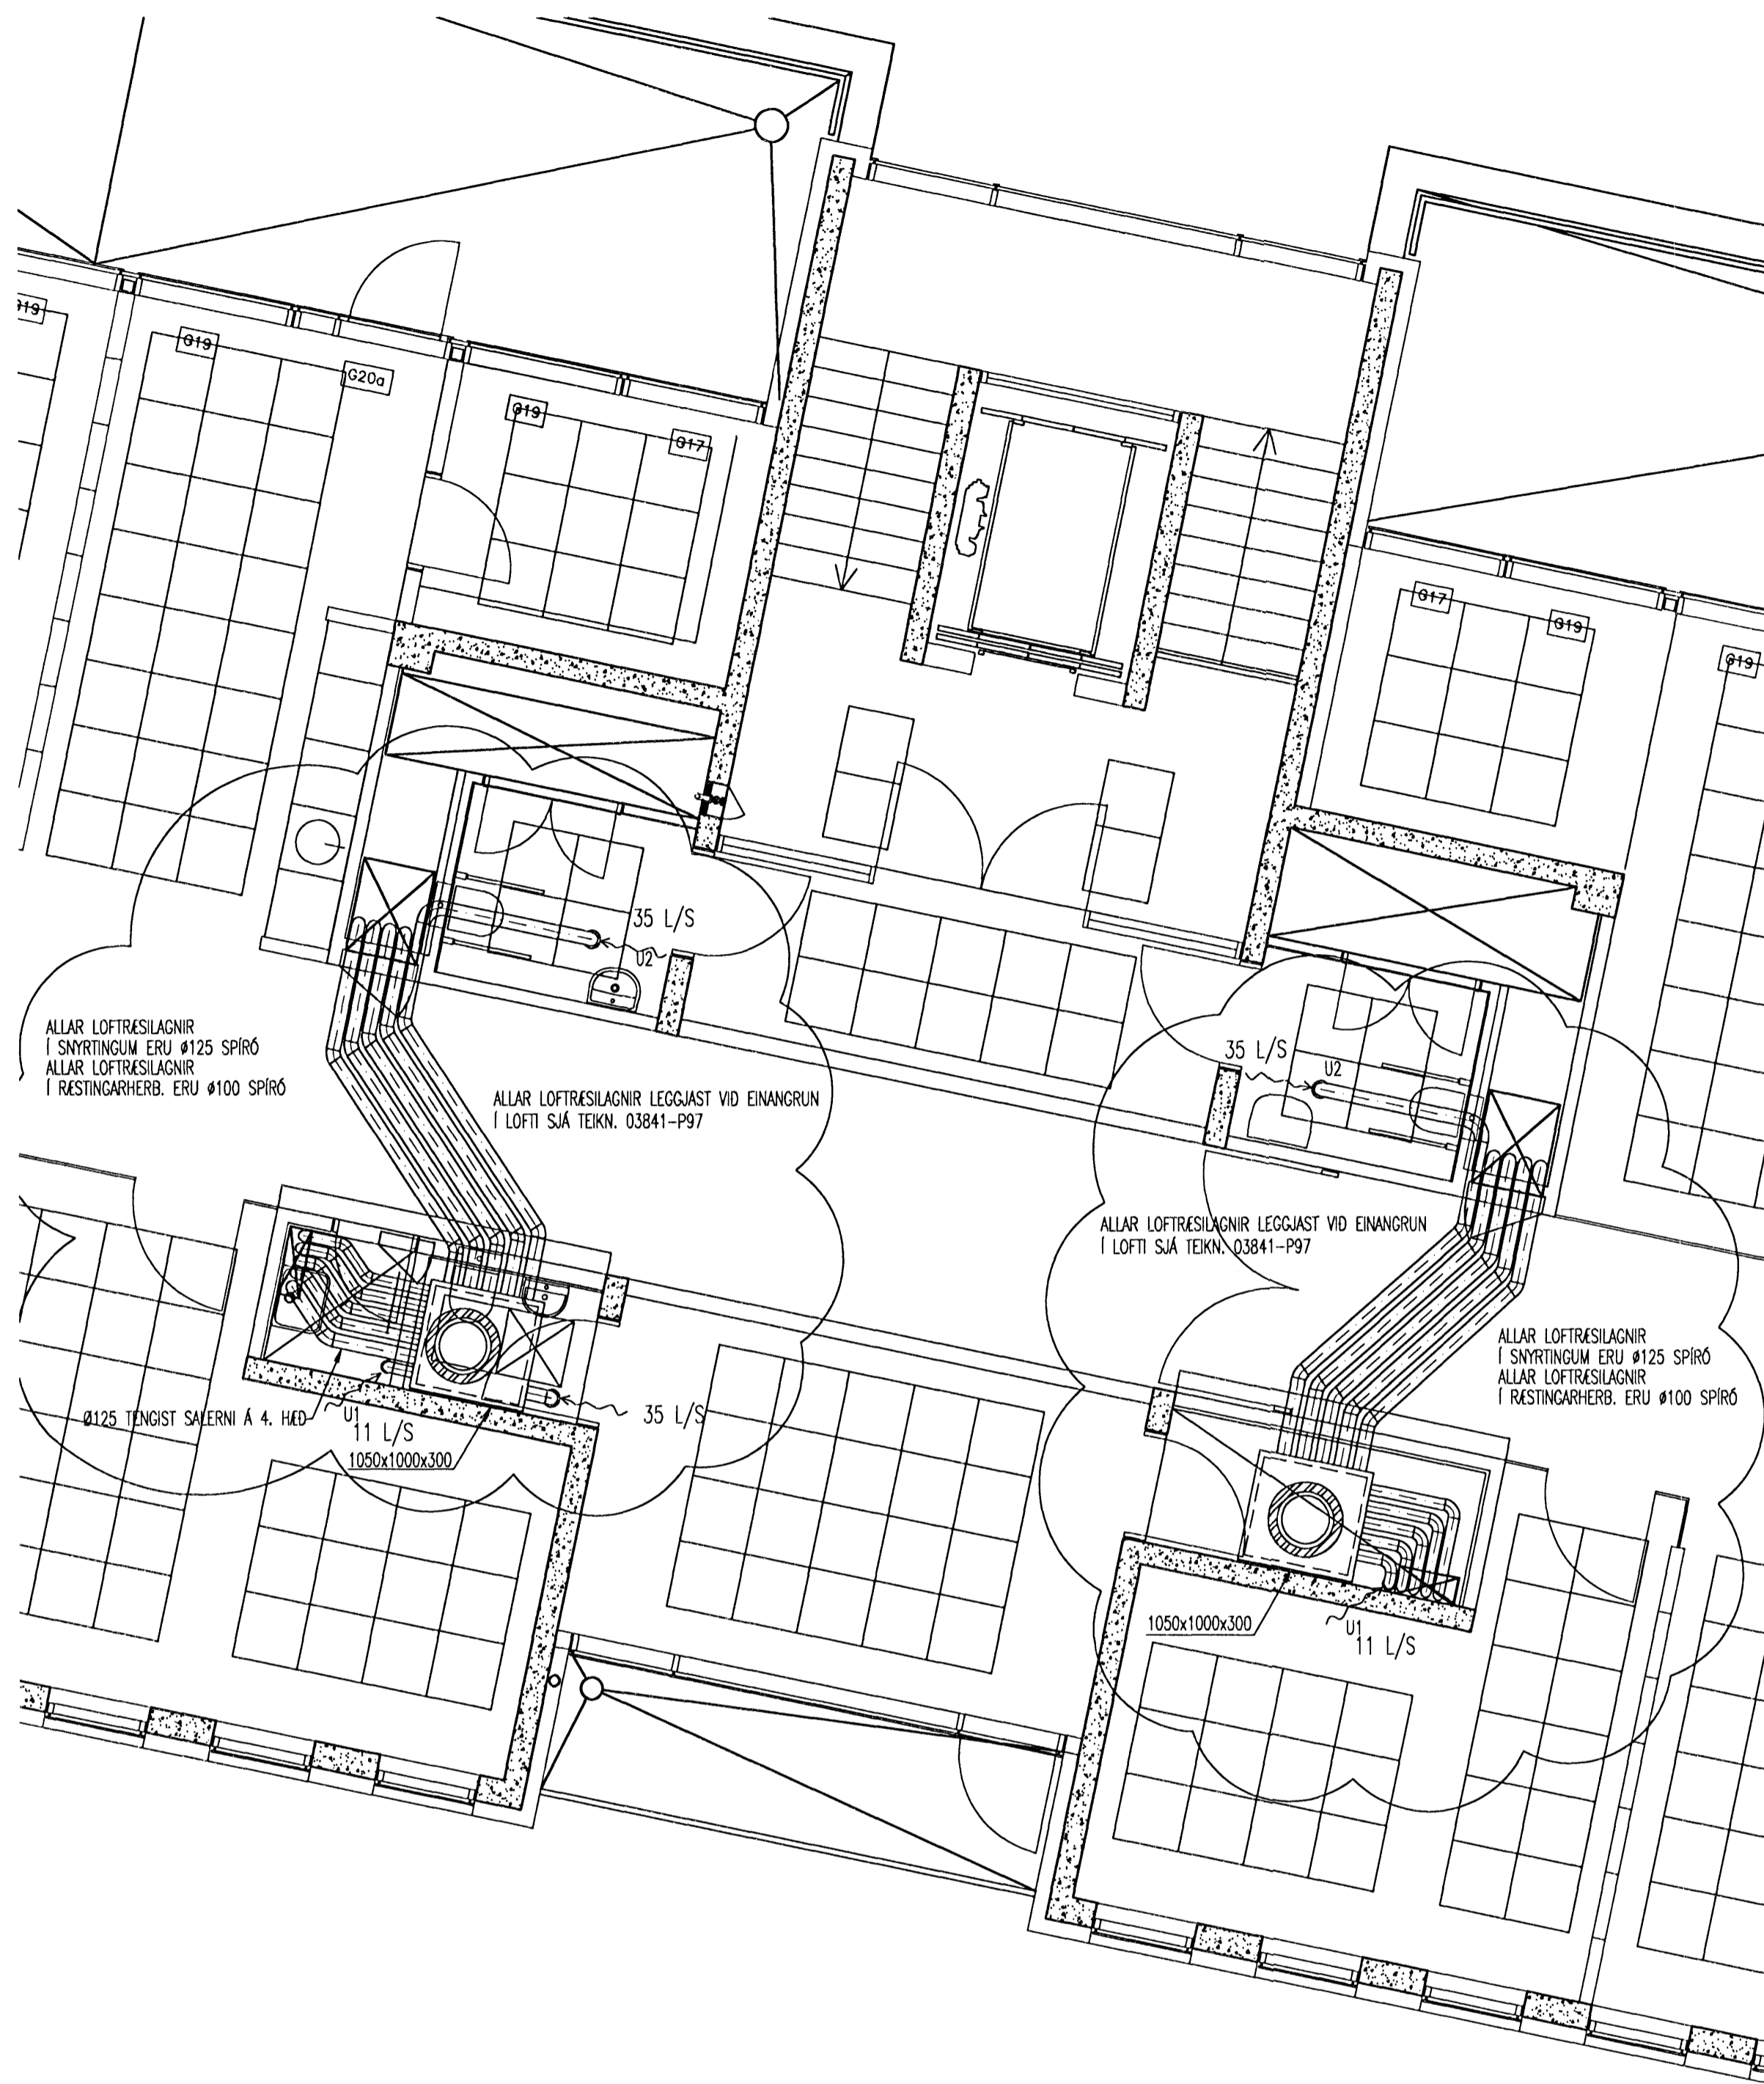 G19
G20a
G19
G17
G17
G19
G19
35 L/S
U2
ALLAR LOFTRÆSILAGNIR
Í SNYRTINGUM ERU Ø125 SPÍRÓ
ALLAR LOFTRÆSILAGNIR
Í RÆSTINGARHERB. ERU Ø100 SPÍRÓ
ALLAR LOFTRÆSILAGNIR LEGGJAST VIÐ EINANGRUN
Í LOFTI SJÁ TEIKN. 03841-P97
35 L/S
U2
ALLAR LOFTRÆSILAGNIR LEGGJAST VIÐ EINANGRUN
Í LOFTI SJÁ TEIKN. 03841-P97
ALLAR LOFTRÆSILAGNIR
Í SNYRTINGUM ERU Ø125 SPÍRÓ
ALLAR LOFTRÆSILAGNIR
Í RÆSTINGARHERB. ERU Ø100 SPÍRÓ
Ø125 TENGIST SALERNI Á 4. HÆÐ
U1
11 L/S
35 L/S
1050x1000x300
1050x1000x300
U1
11 L/S